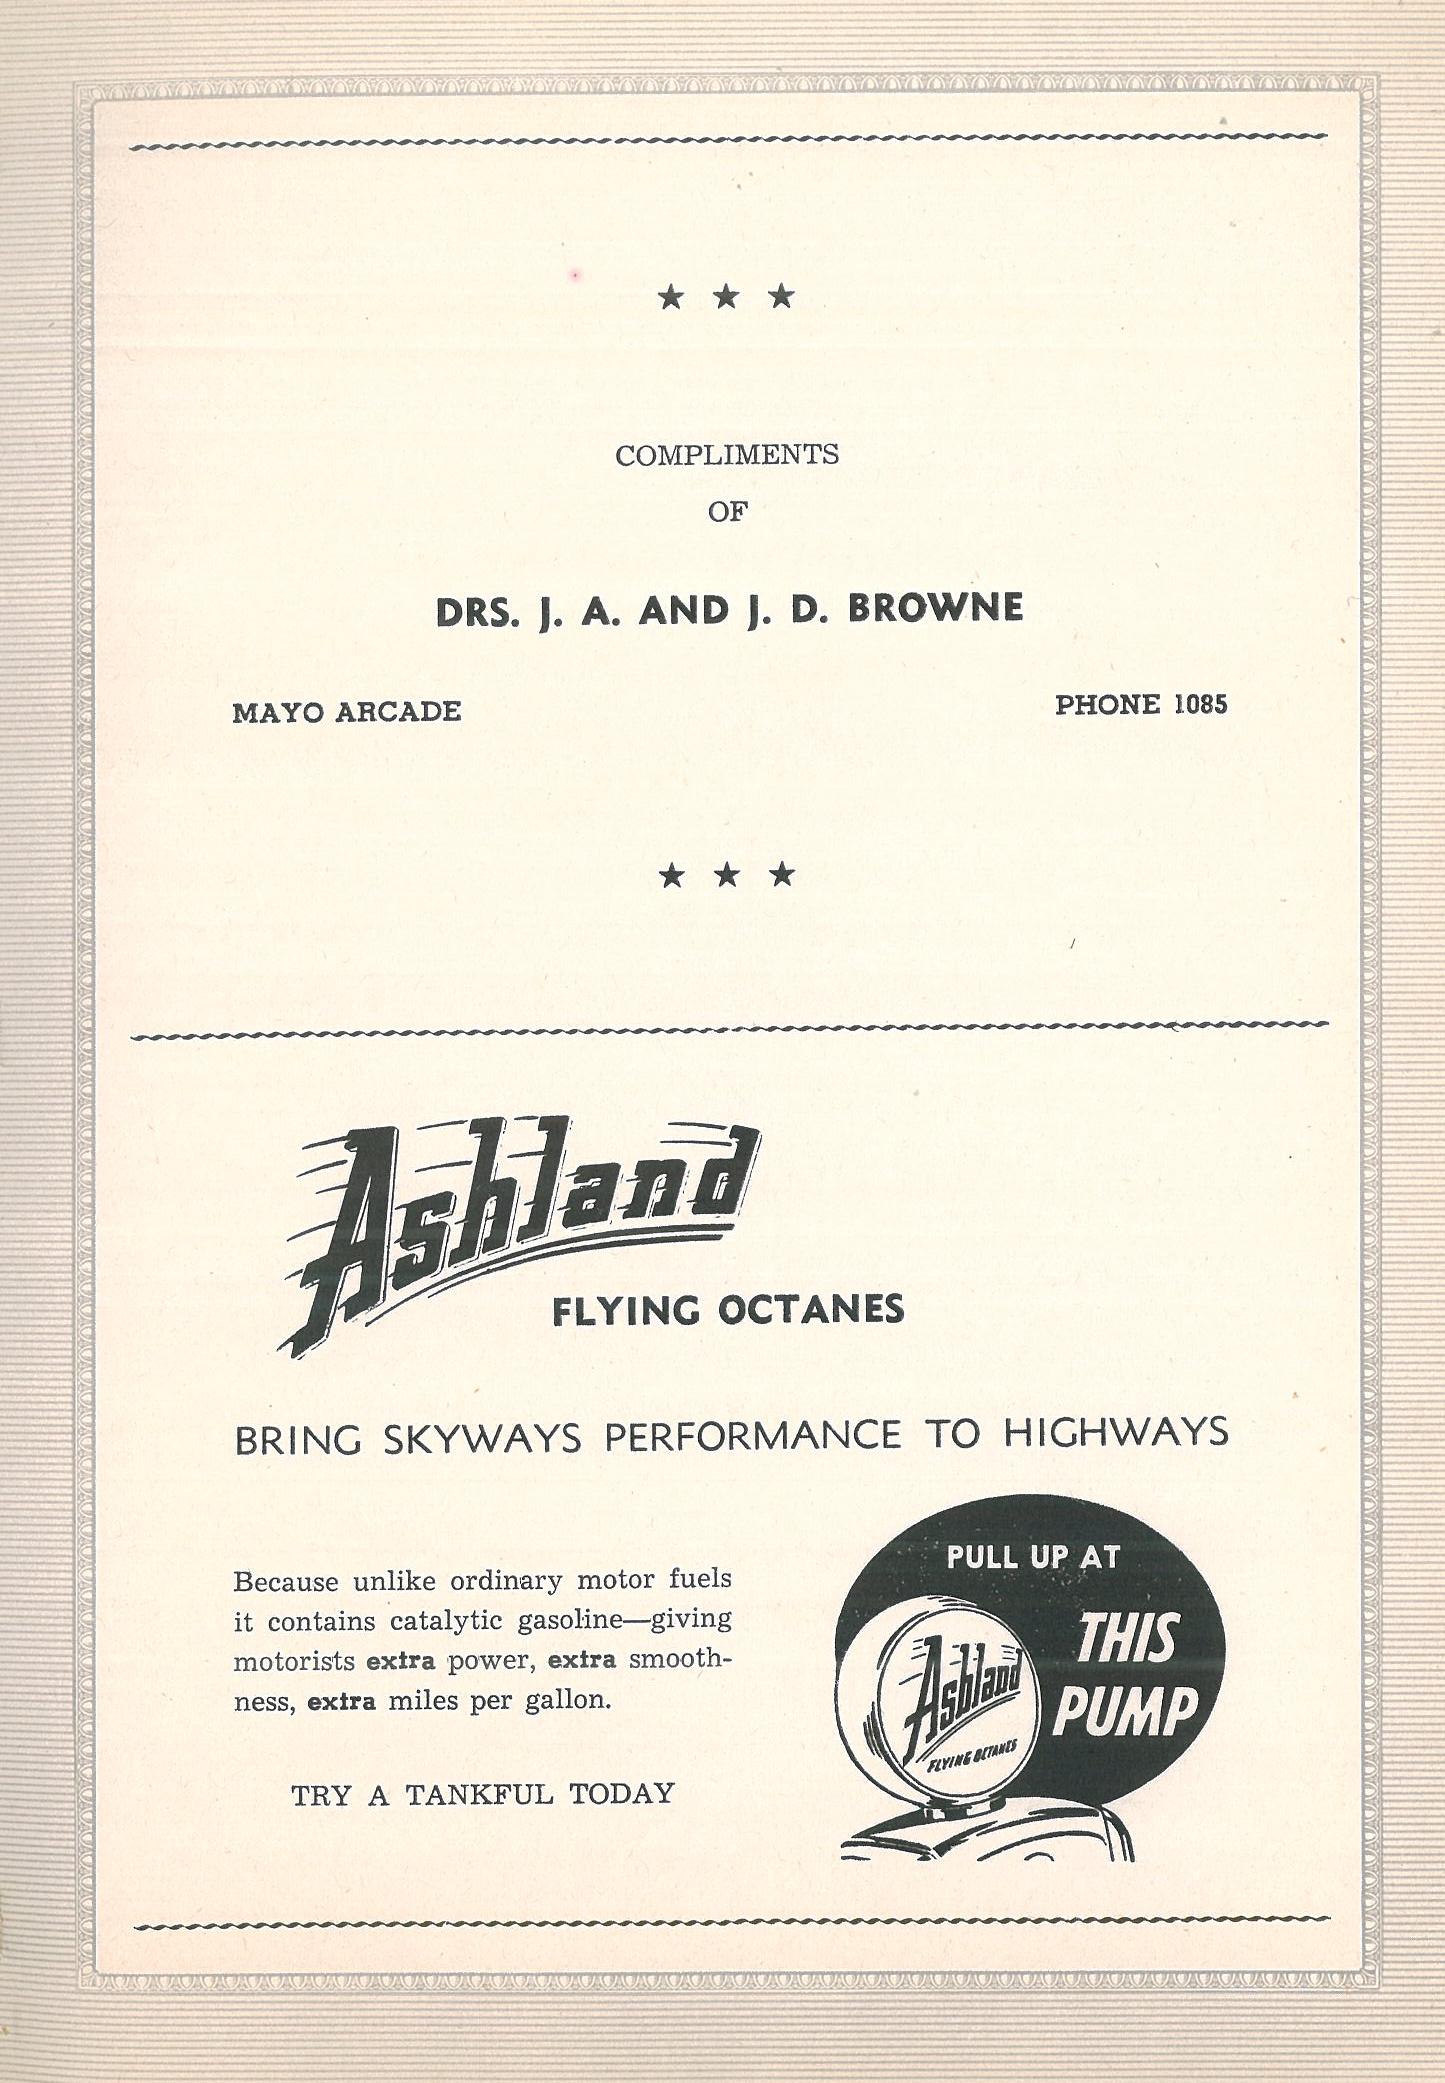 ★ ★ ★
COMPLIMENTS
OF
DRS. J. A. AND J. D. BROWNE
MAYO ARCADE PHONE 1085
★ ★ ★
Ashland
FLYING OCTANES
BRING SKYWAYS PERFORMANCE TO HIGHWAYS
Because unlike ordinary motor fuels
it contains catalytic gasoline—giving
motorists extra power, extra smooth-
ness, extra miles per gallon.
TRY A TANKFUL TODAY
PULL UP AT
THIS
PUMP
Ashland
FLYING OCTANES